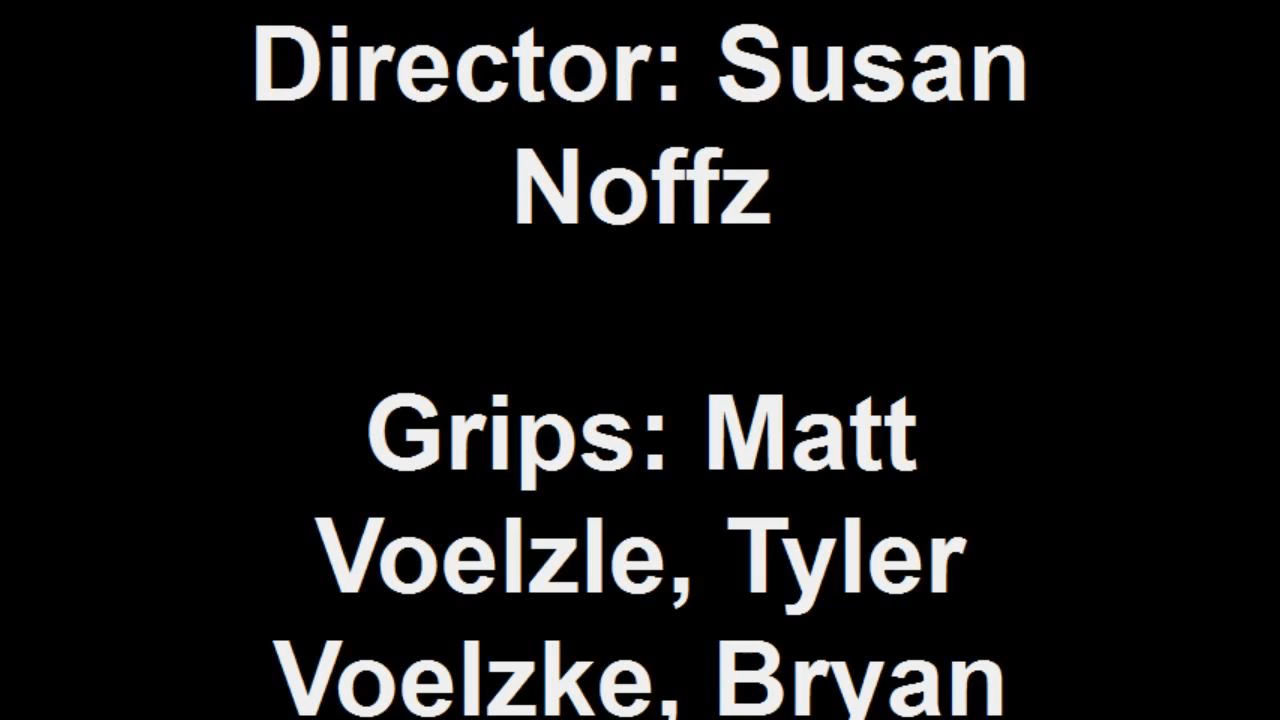 Director: Susan
Noffz
Grips: Matt
Voelzle, Tyler
Voelzke, Bryan